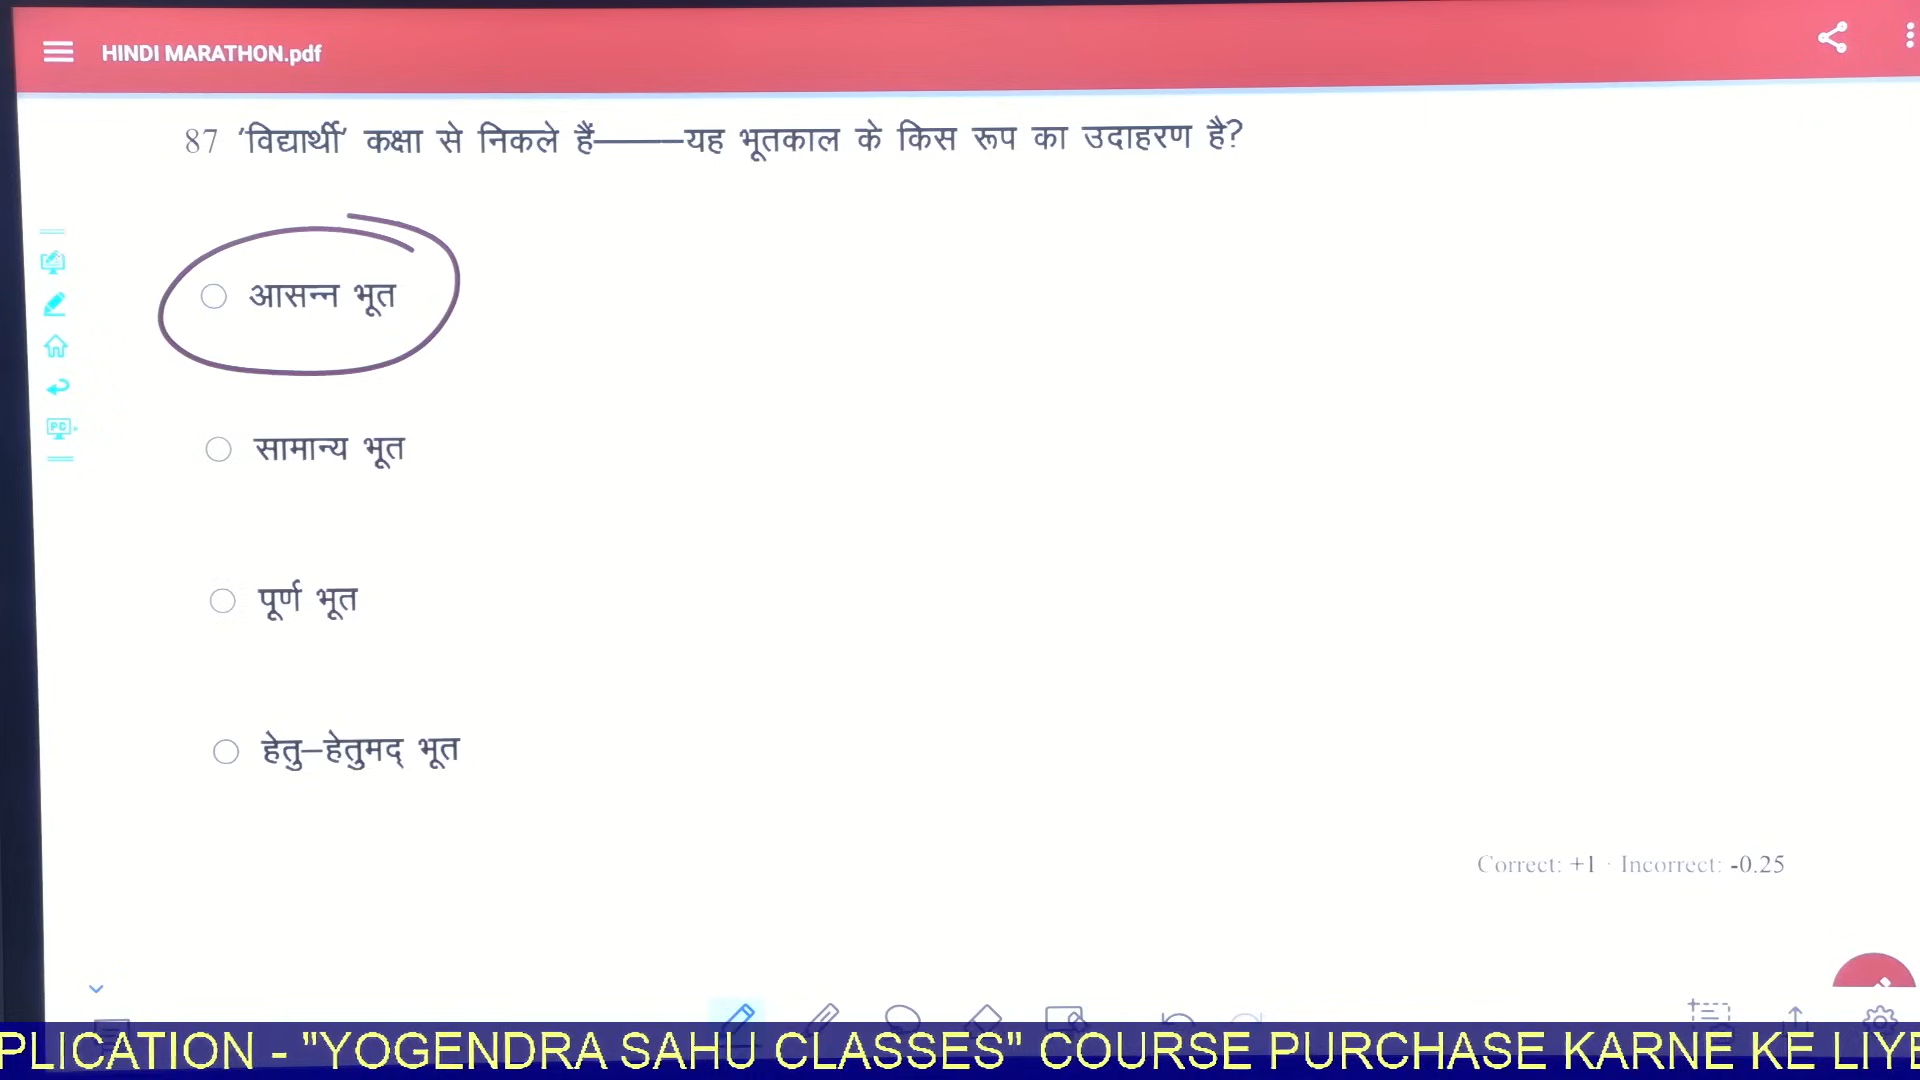 HINDI MARATHON.pdf
87 'विद्यार्थी' कक्षा से निकले हैं———यह भूतकाल के किस रूप का उदाहरण है?
आसन्न भूत
सामान्य भूत
पूर्ण भूत
हेतु–हेतुमद् भूत
Correct: +1 · Incorrect: -0.25
PLICATION - "YOGENDRA SAHU CLASSES" COURSE PURCHASE KARNE KE LIYE
PC